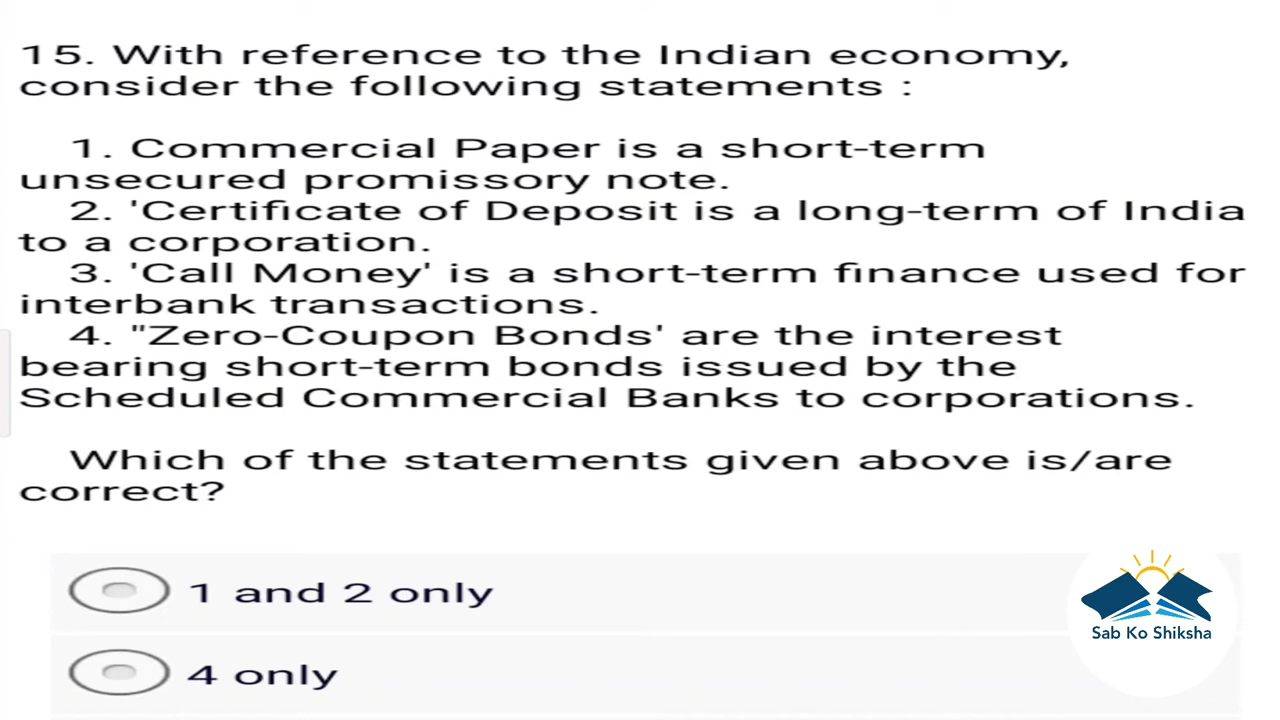 15. With reference to the Indian economy,
consider the following statements :
1. Commercial Paper is a short-term
unsecured promissory note.
2. 'Certificate of Deposit is a long-term of India
to a corporation.
3. 'Call Money' is a short-term finance used for
interbank transactions.
4. "Zero-Coupon Bonds' are the interest
bearing short-term bonds issued by the
Scheduled Commercial Banks to corporations.
Which of the statements given above is/are
correct?
1 and 2 only
4 only
Sab Ko Shiksha